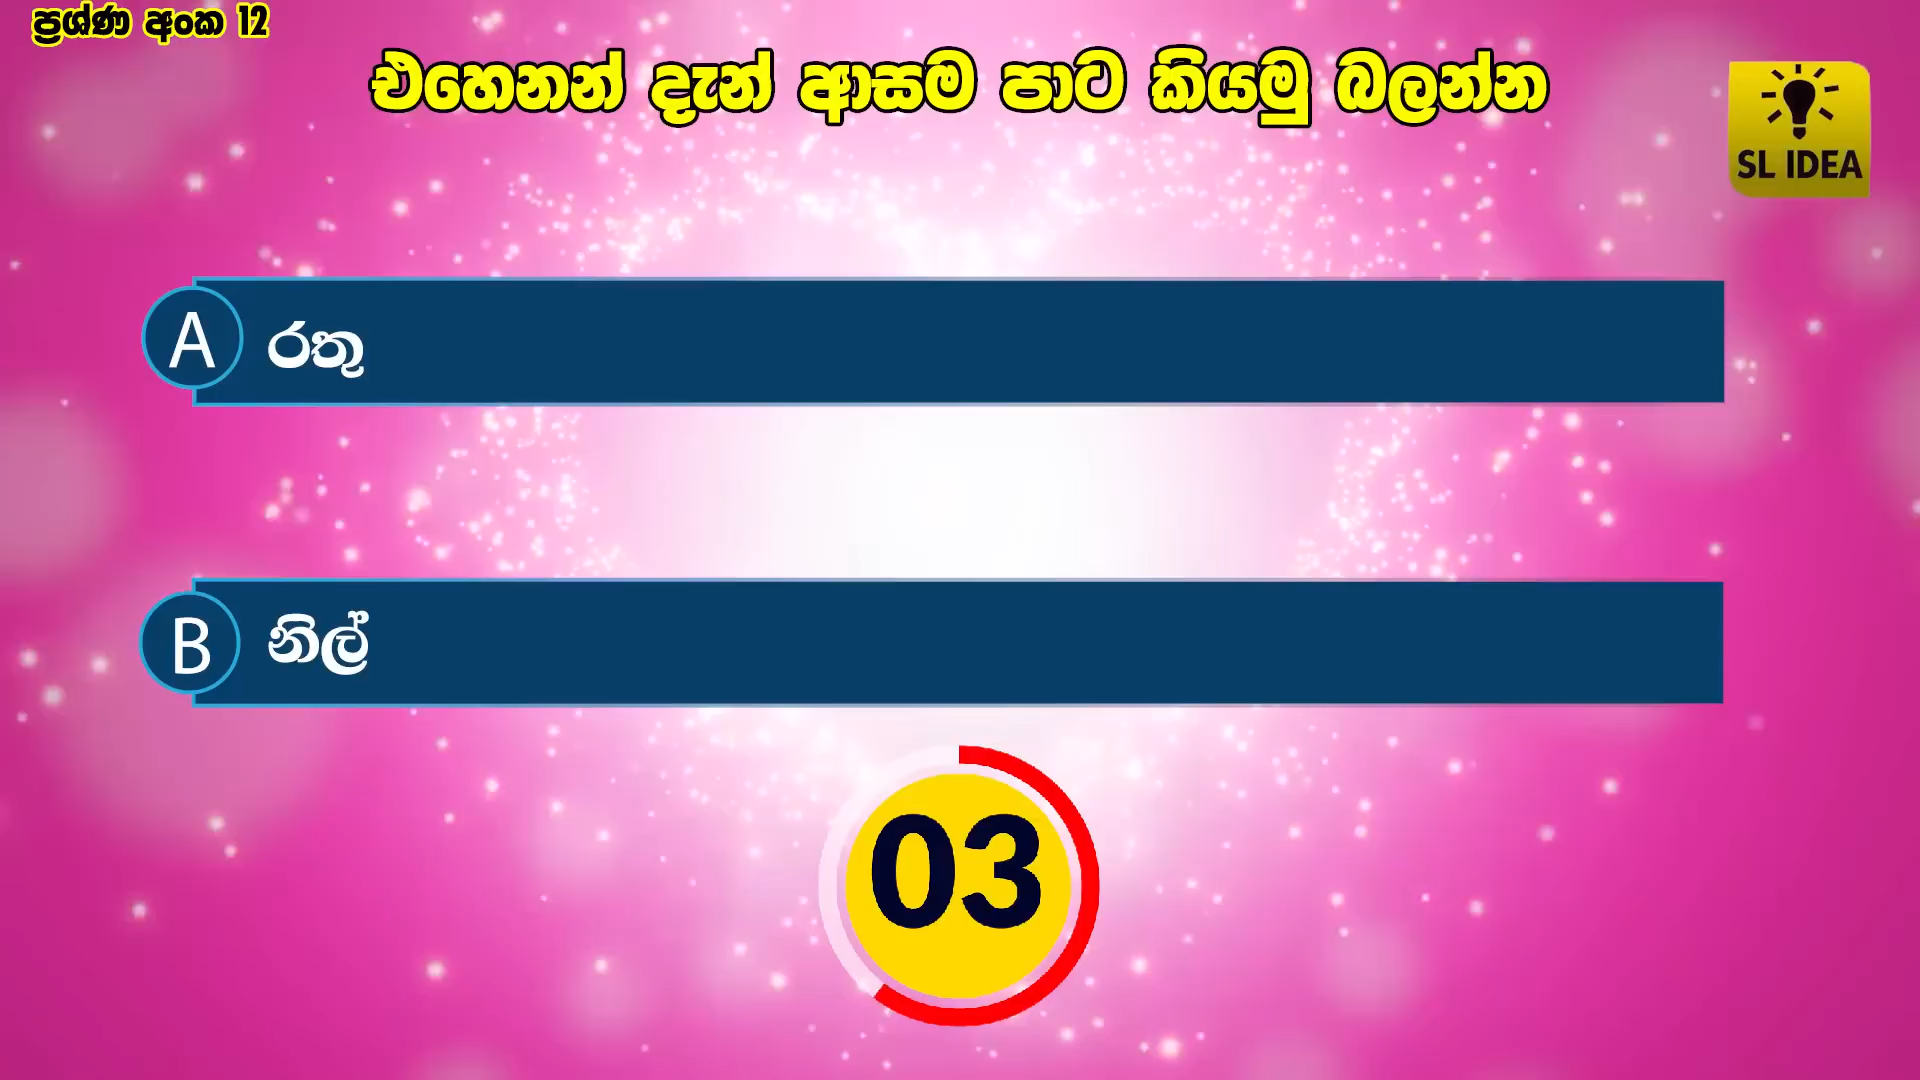 ප්‍රශ්ණ අංක 12
එහෙනන් දැන් ආසම පාට කියමු බලන්න
SL IDEA
A රතු
B නිල්
03